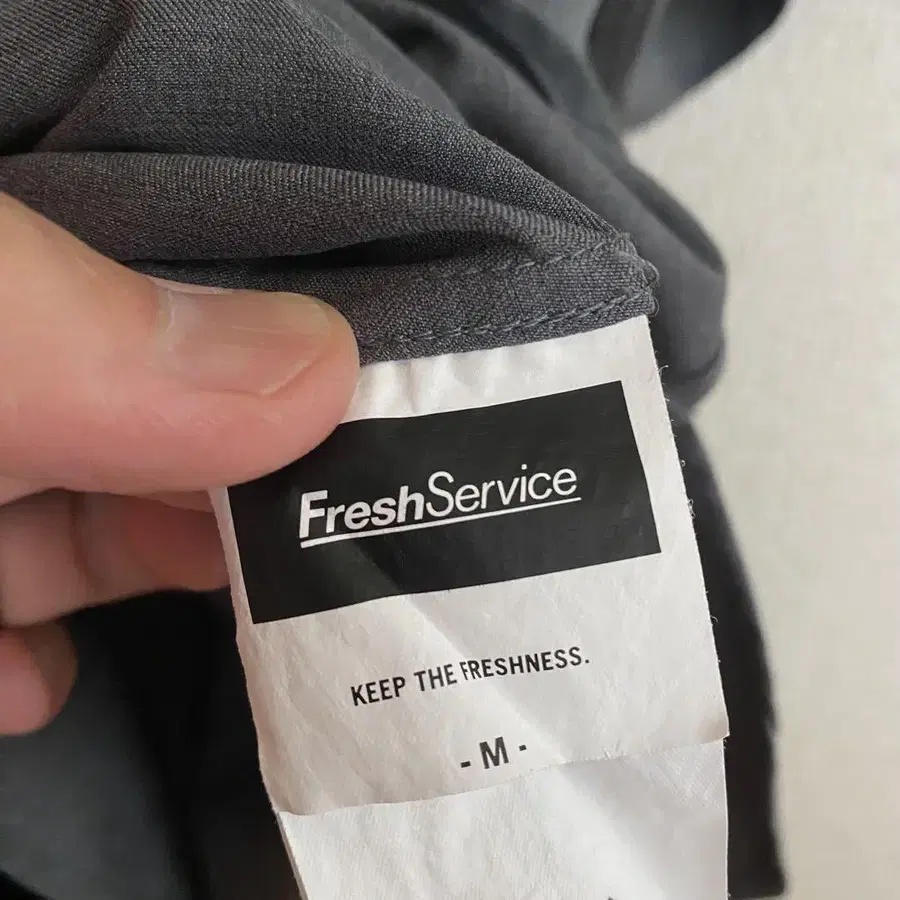 FreshService
KEEP THE FRESHNESS.
- M -